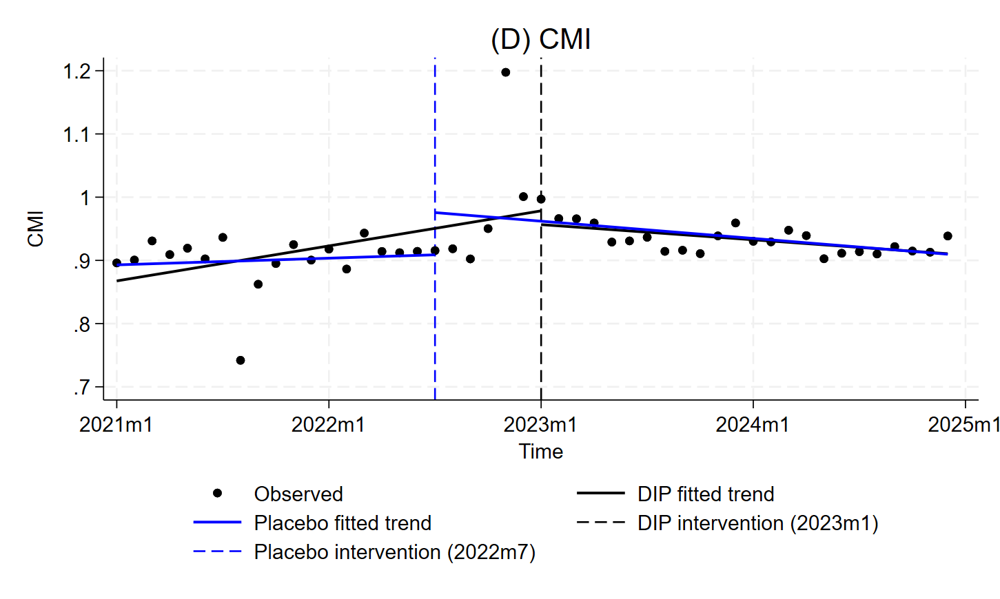 (D) CMI
1.2
1.1
1
.9
.8
.7
CMI
2021m1 2022m1 2023m1 2024m1 2025m1
Time
Observed DIP fitted trend
Placebo fitted trend DIP intervention (2023m1)
Placebo intervention (2022m7)